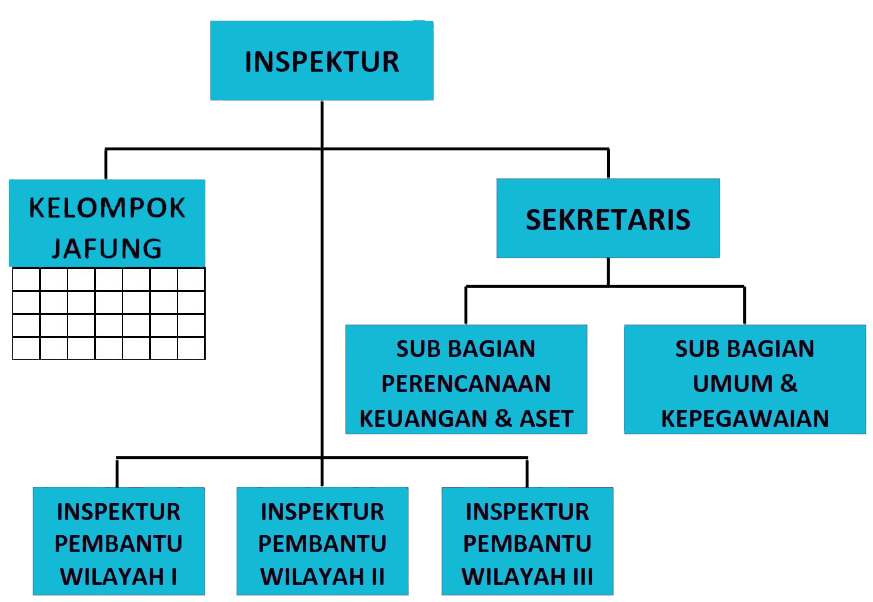 INSPEKTUR
KELOMPOK
JAFUNG
SEKRETARIS
SUB BAGIAN
PERENCANAAN
KEUANGAN & ASET
SUB BAGIAN
UMUM &
KEPEGAWAIAN
INSPEKTUR
PEMBANTU
WILAYAH I
INSPEKTUR
PEMBANTU
WILAYAH II
INSPEKTUR
PEMBANTU
WILAYAH III